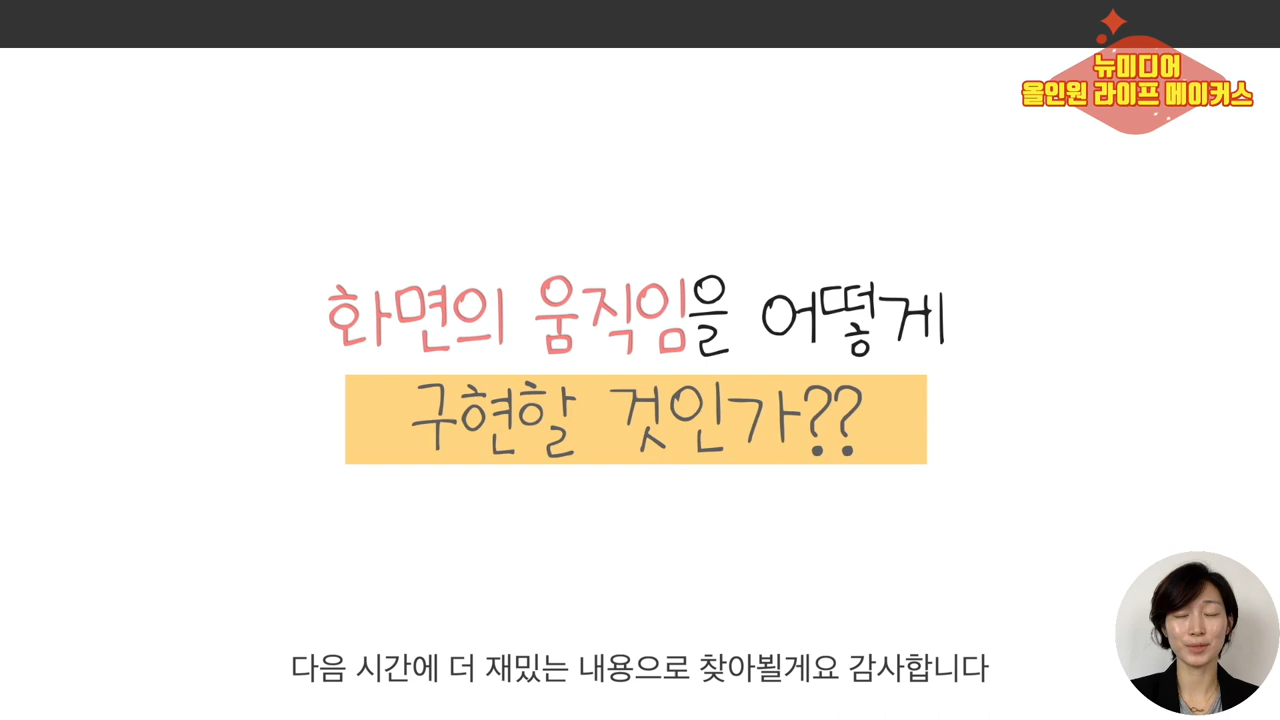 뉴미디어
올인원 라이프 메이커스
화면의 움직임을 어떻게
구현할 것인가??
다음 시간에 더 재밌는 내용으로 찾아뵐게요 감사합니다